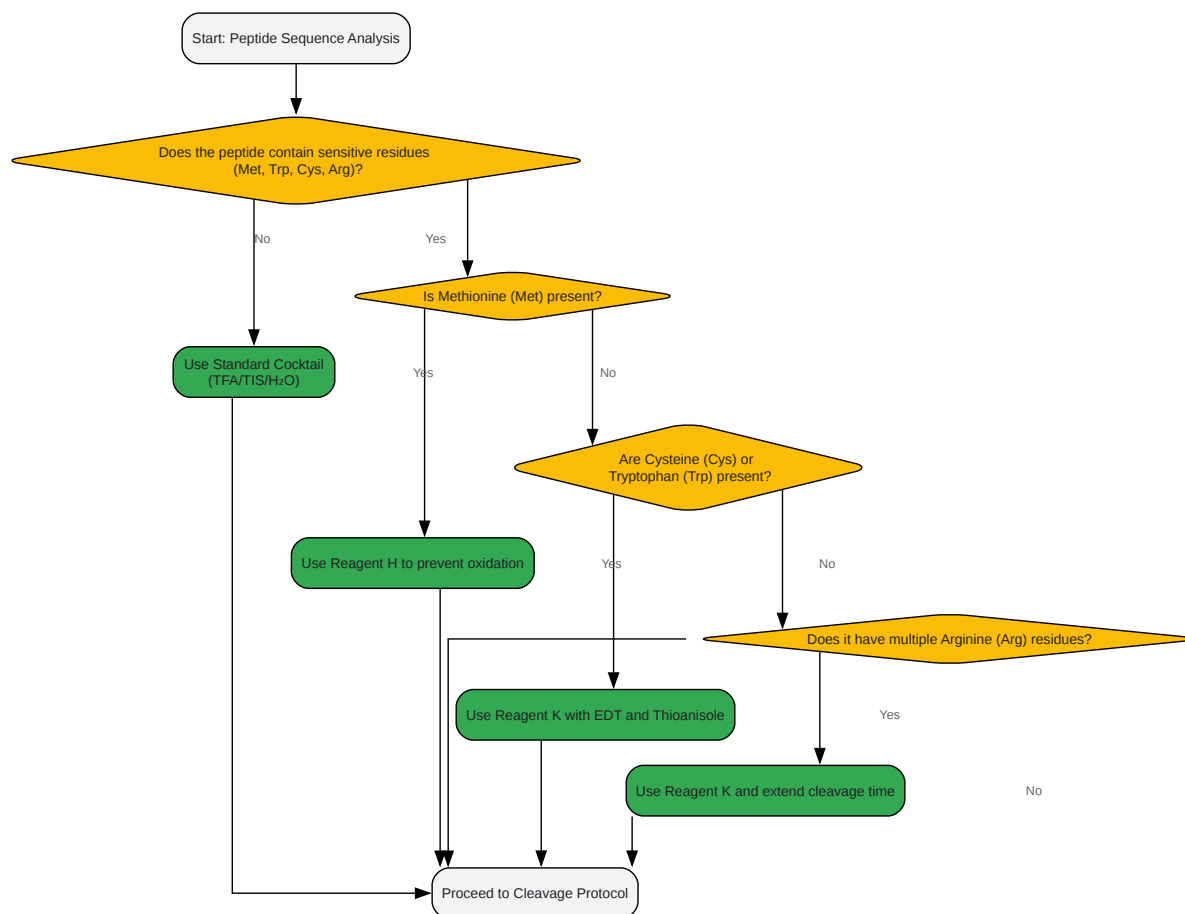 Start: Peptide Sequence Analysis
Does the peptide contain sensitive residues
(Met, Trp, Cys, Arg)?
No
Yes
Is Methionine (Met) present?
Use Standard Cocktail
(TFA/TIS/H₂O)
Yes
No
Are Cysteine (Cys) or
Tryptophan (Trp) present?
Use Reagent H to prevent oxidation
Yes
No
Does it have multiple Arginine (Arg) residues?
Use Reagent K with EDT and Thioanisole
Yes
Use Reagent K and extend cleavage time
No
Proceed to Cleavage Protocol